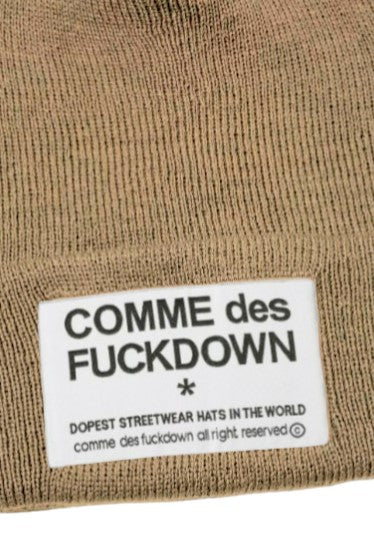 COMME des
FUCKDOWN
*
DOPEST STREETWEAR HATS IN THE WORLD
comme des fuckdown all right reserved ©